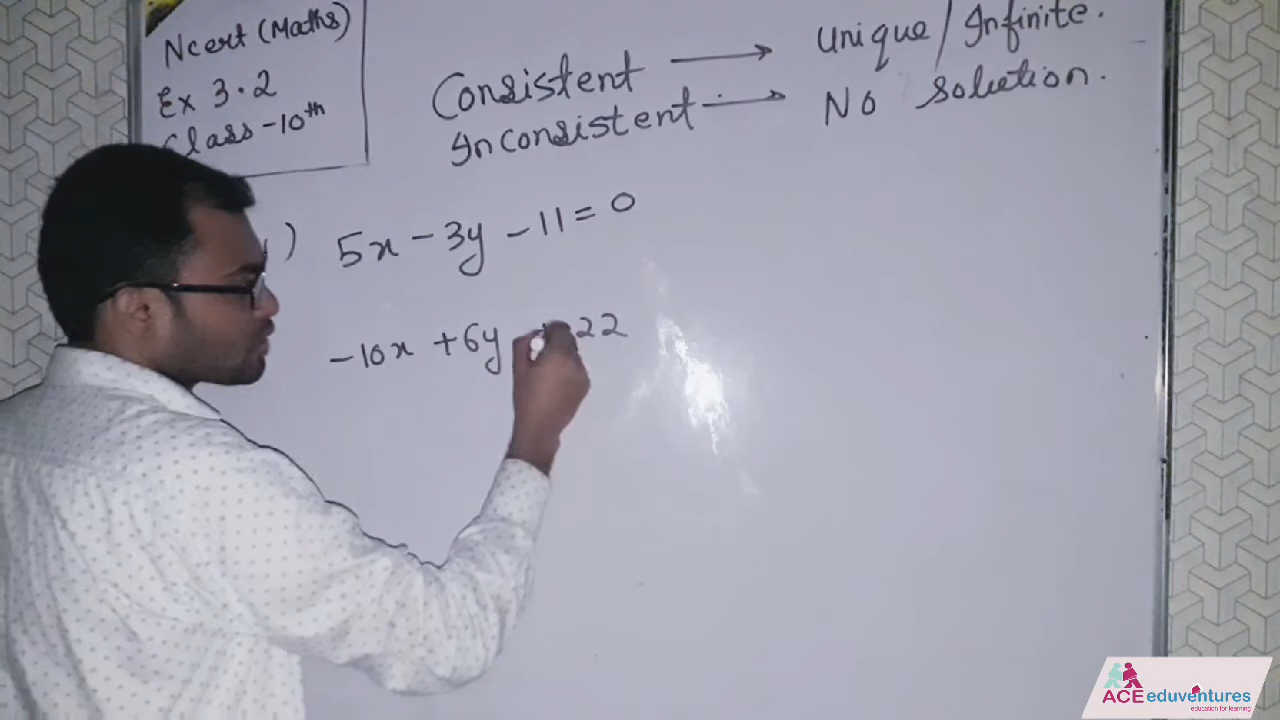 Ncert (Maths)
Ex 3.2
Class-10th
Consistent → Unique/Infinite.
Inconsistent → No solution.
) 5x - 3y - 11 = 0
-10x + 6y + 22
ACE eduventures
education for learning